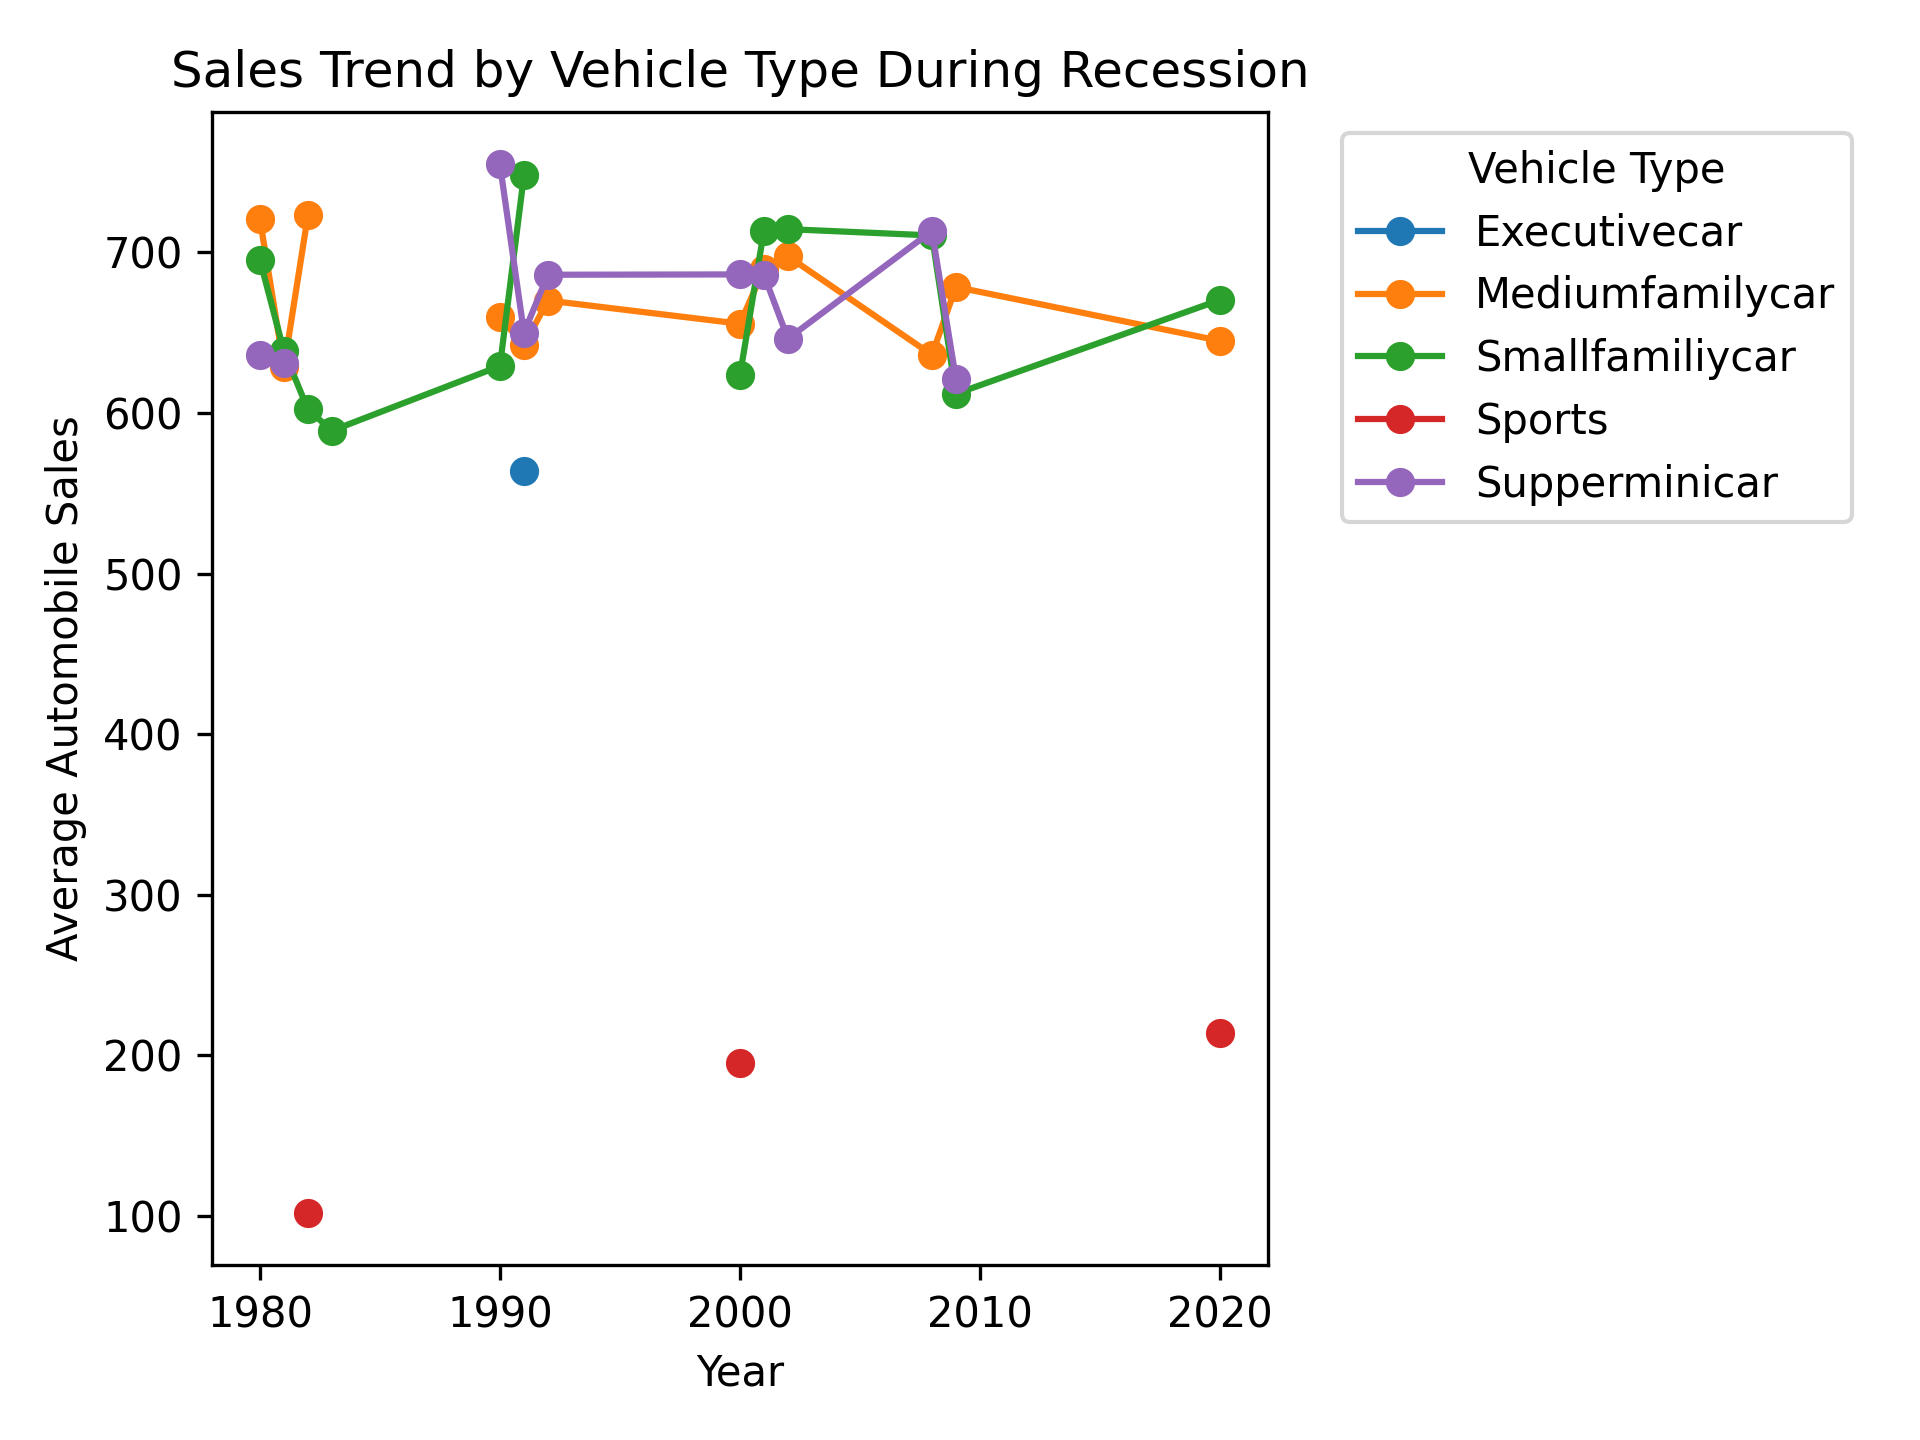 Sales Trend by Vehicle Type During Recession
Average Automobile Sales
700
600
500
400
300
200
100
1980
1990
2000
2010
2020
Year
Vehicle Type
Executivecar
Mediumfamilycar
Smallfamiliycar
Sports
Supperminicar